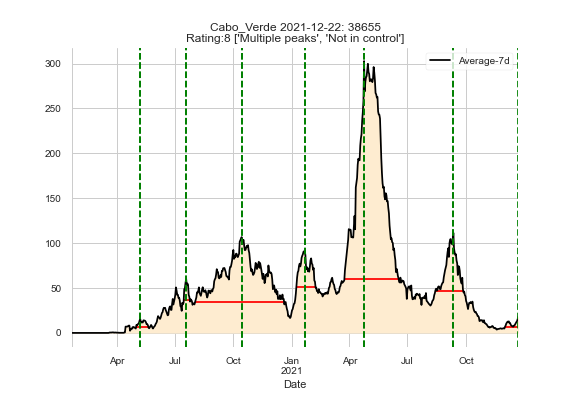 Cabo_Verde 2021-12-22: 38655
Rating:8 ['Multiple peaks', 'Not in control']
Average-7d
300
250
200
150
100
50
0
Apr
Jul
Oct
Jan
2021
Apr
Jul
Oct
Date